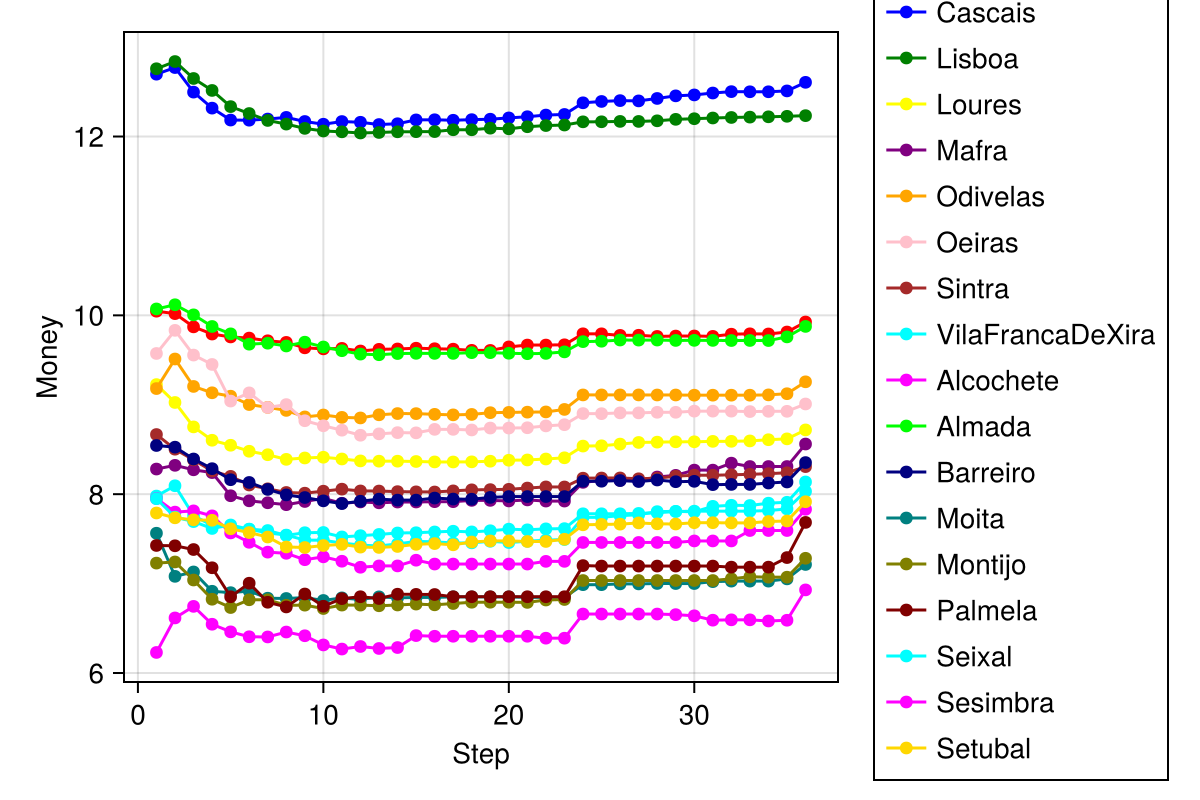 Money
12
10
8
6
0 10 20 30
Step
Cascais
Lisboa
Loures
Mafra
Odivelas
Oeiras
Sintra
VilaFrancaDeXira
Alcochete
Almada
Barreiro
Moita
Montijo
Palmela
Seixal
Sesimbra
Setubal